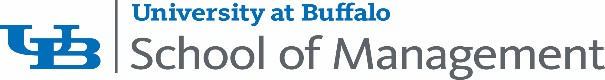 UB
University at Buffalo
School of Management